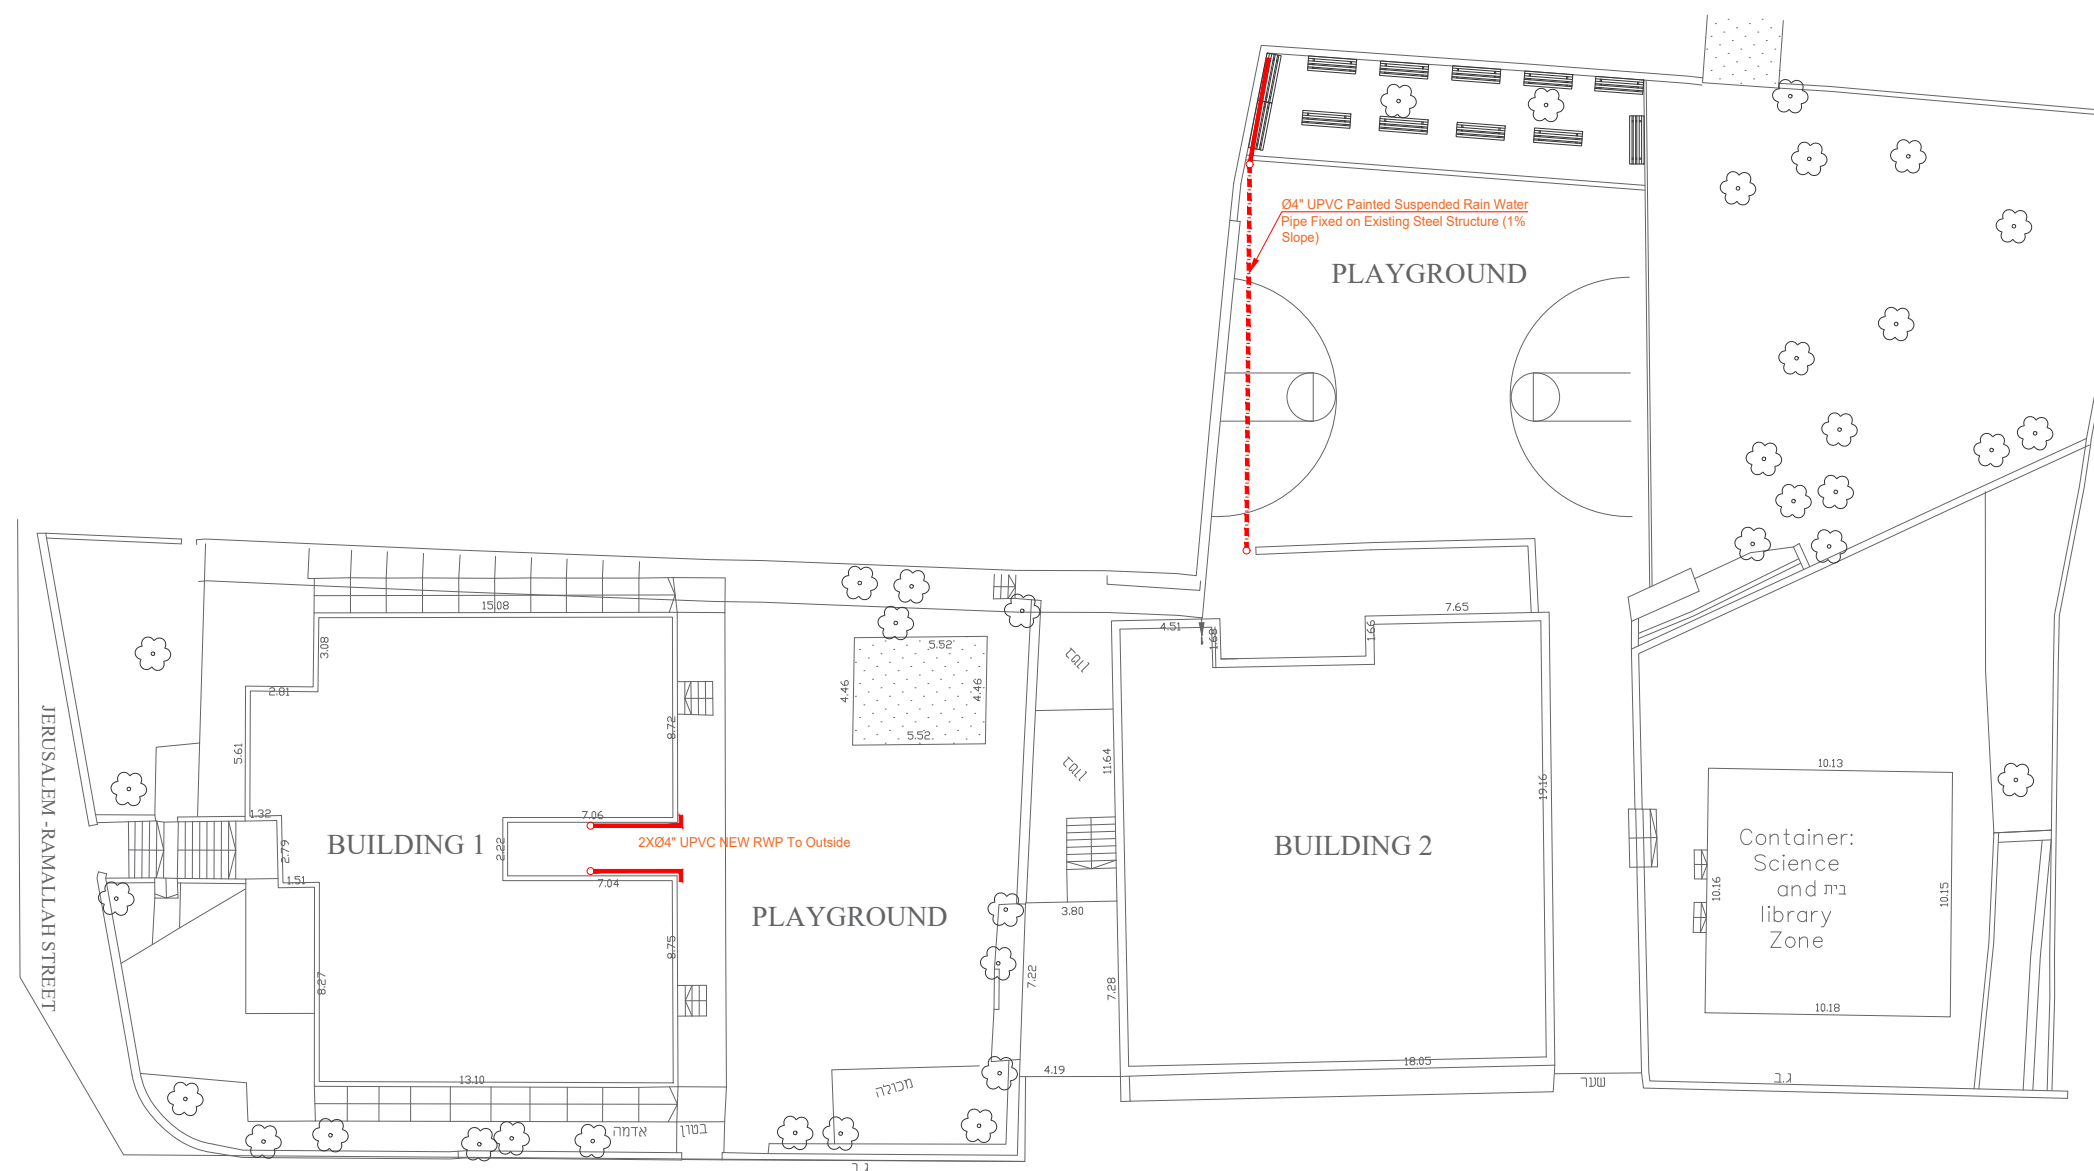 Ø4" UPVC Painted Suspended Rain Water
Pipe Fixed on Existing Steel Structure (1%
Slope)
PLAYGROUND
15.08
3.08
2.81
5.61
8.72
1.32
7.06
2.79
2.22
BUILDING 1
2XØ4" UPVC NEW RWP To Outside
1.51
7.04
8.27
8.75
13.10
JERUSALEM -RAMALLAH STREET
5.52
4.46
4.46
5.52
PLAYGROUND
מכולה
אדמה
בטון
ג.ר
4.51
1.68
1.66
7.65
11.64
19.16
BUILDING 2
3.80
7.22
7.28
4.19
18.05
שער
ג.ב
10.13
Container:
Science
and בית
library
Zone
10.16
10.15
10.18